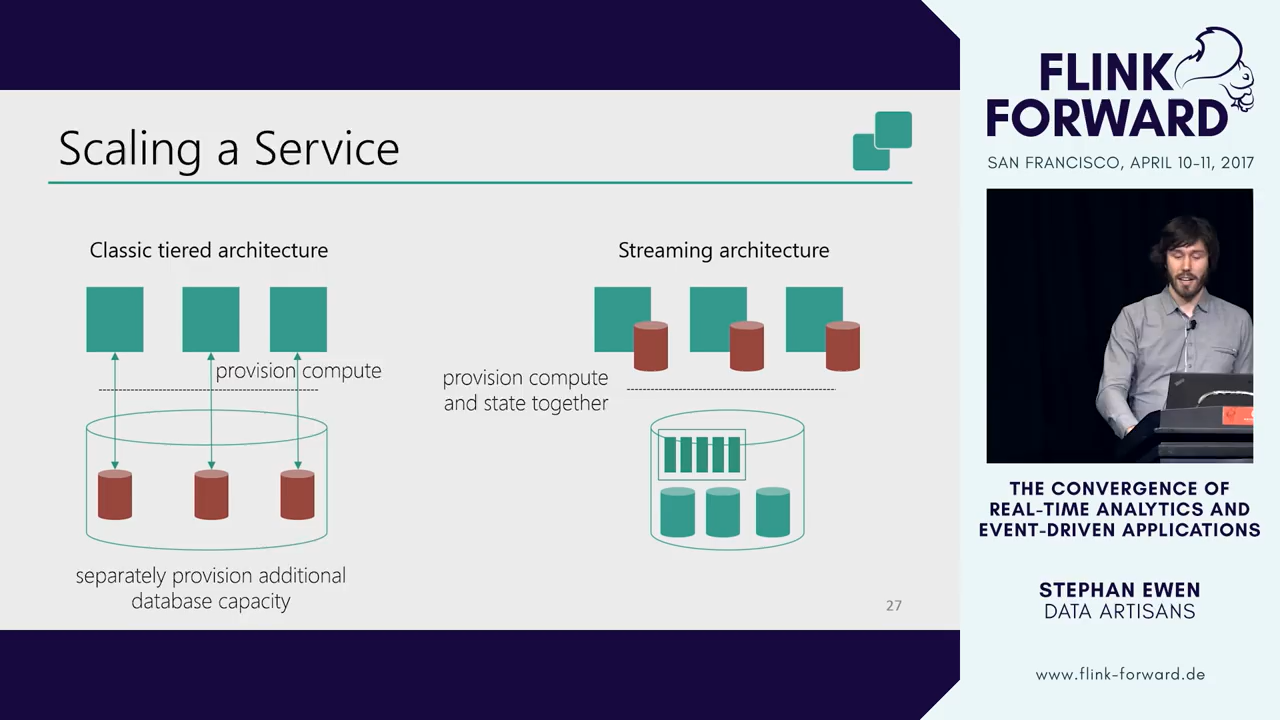 Scaling a Service
Classic tiered architecture
Streaming architecture
provision compute
provision compute
and state together
separately provision additional
database capacity
27
FLINK
FORWARD
SAN FRANCISCO, APRIL 10-11, 2017
THE CONVERGENCE OF
REAL-TIME ANALYTICS AND
EVENT-DRIVEN APPLICATIONS
STEPHAN EWEN
DATA ARTISANS
www.flink-forward.de